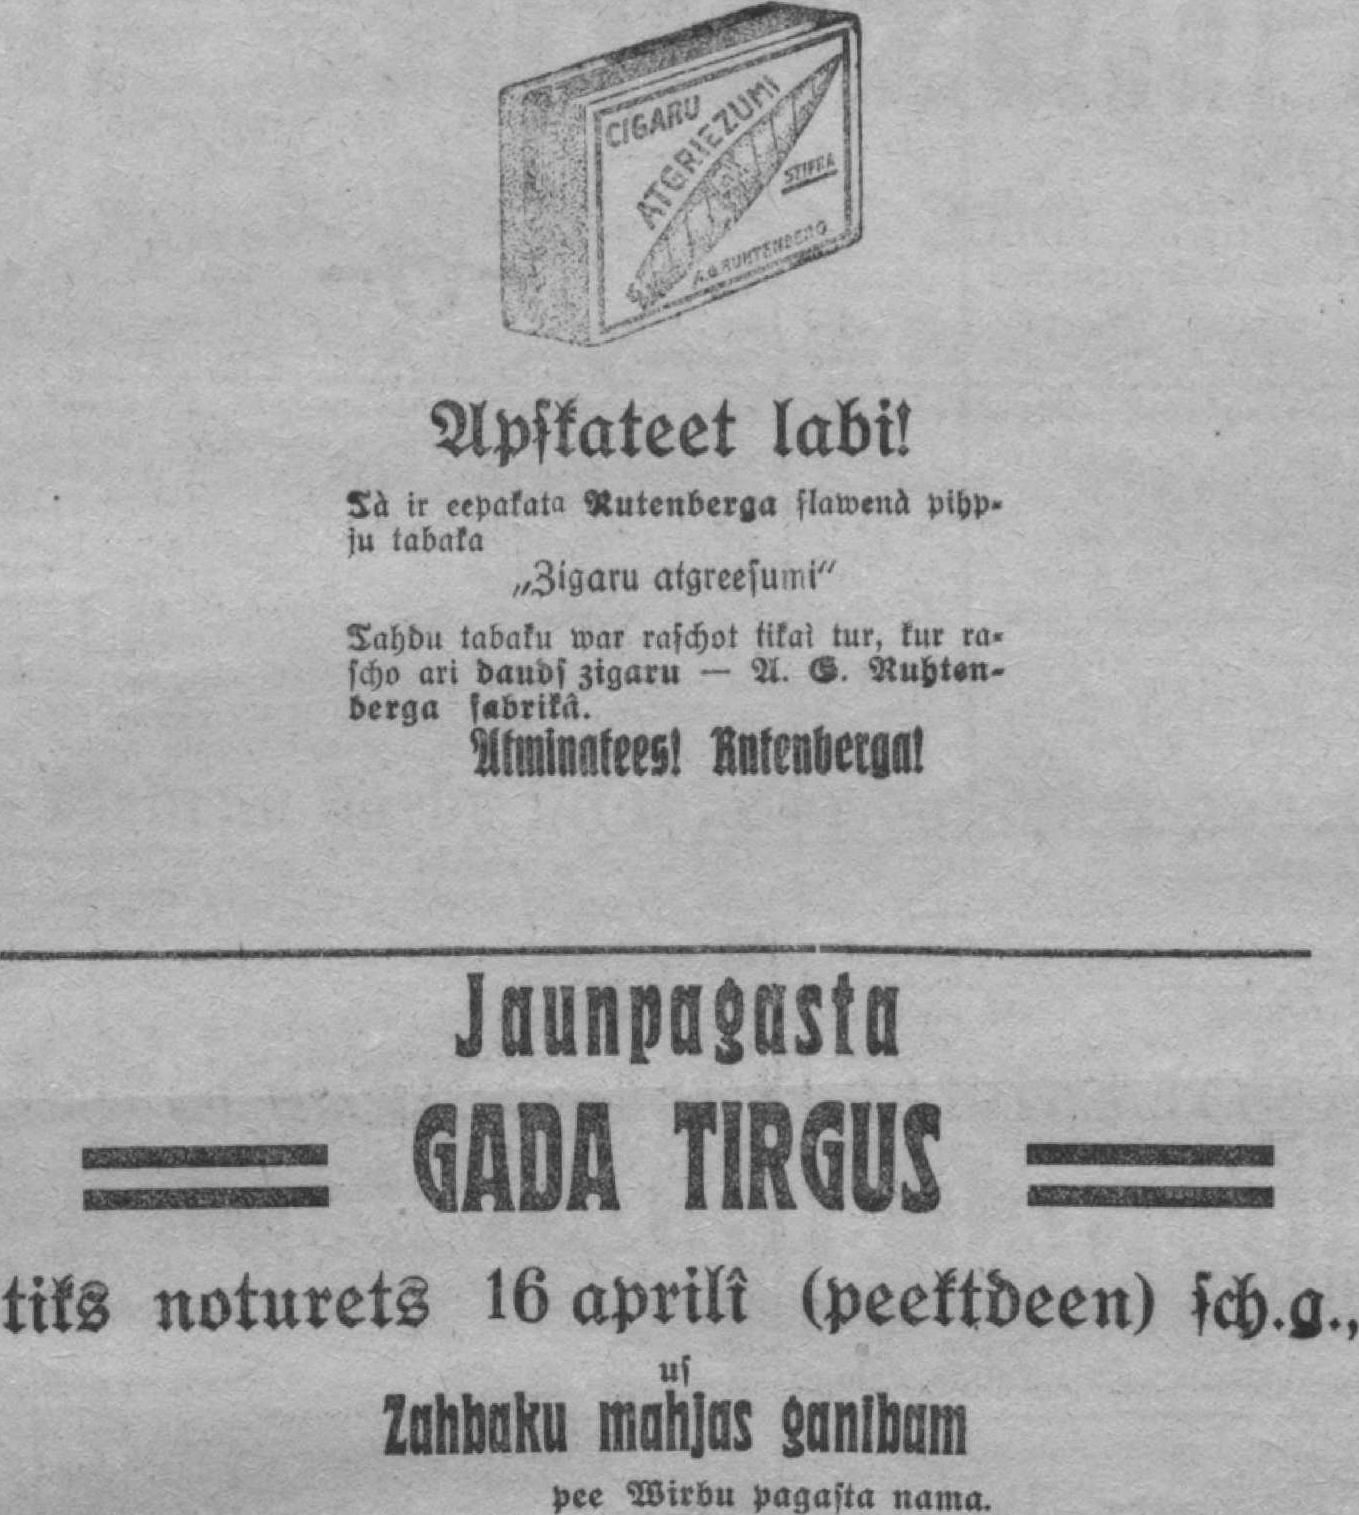 CIGARU
ATGRIEZUMI
STIPRA
A.G.RUHTENBERG
Apſkateet labi!
Tà ir eepakata Rutenberga ſlawenà pihp-
ju tabaka
„Zigaru atgreeſumi“
Tahdu tabaku war raſchot tikai tur, kur ra-
ſcho ari daudſ zigaru — A. G. Ruhten-
berga fabrikâ.
Atminatees! Rutenberga!
Jaunpagasta
GADA TIRGUS
tiks noturets 16 aprilî (peektdeen) ſch.g.,
uſ
Zahbaku mahjas ganibam
pee Wirbu pagaſta nama.